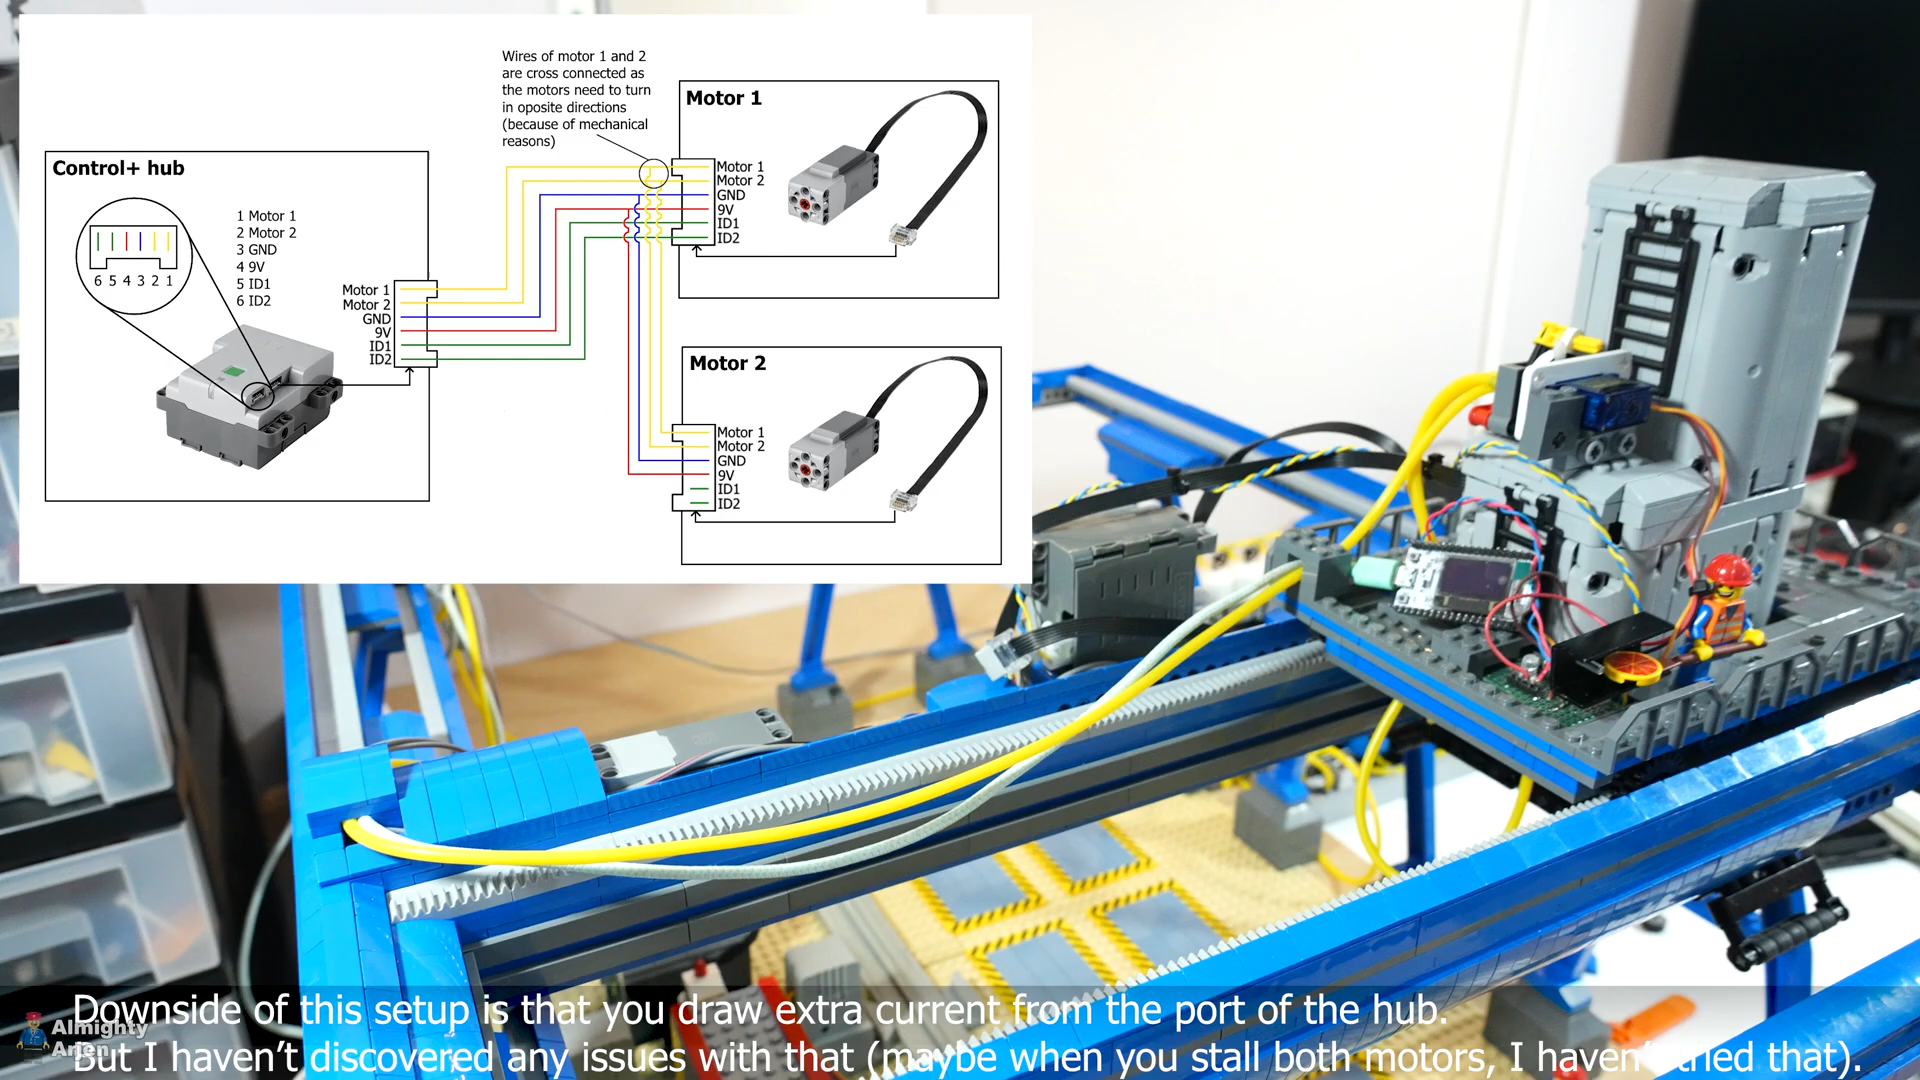 Wires of motor 1 and 2
are cross connected as
the motors need to turn
in oposite directions
(because of mechanical
reasons)
Control+ hub
1 Motor 1
2 Motor 2
3 GND
4 9V
5 ID1
6 ID2
6 5 4 3 2 1
Motor 1
Motor 2
GND
9V
ID1
ID2
Motor 1
Motor 1
Motor 2
GND
9V
ID1
ID2
Motor 2
Motor 1
Motor 2
GND
9V
ID1
ID2
Downside of this setup is that you draw extra current from the port of the hub.
But I haven't discovered any issues with that (maybe when you stall both motors, I haven't tried that).
Almighty
Arjen